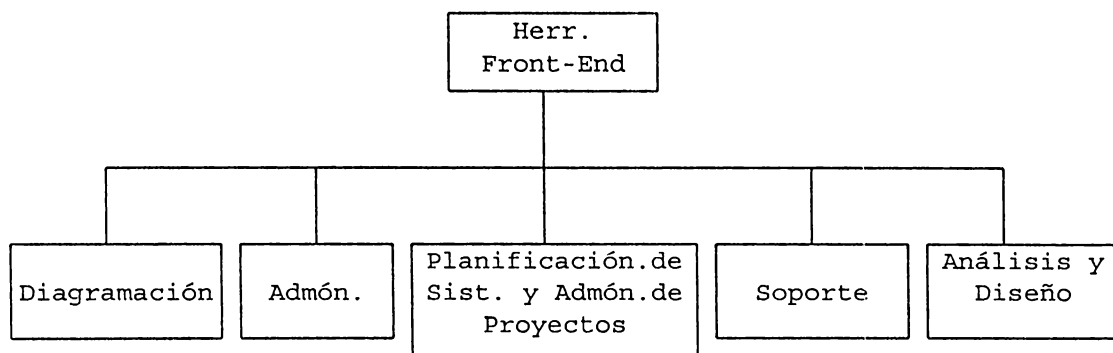 Herr.
Front-End
Diagramación
Admón.
Planificación.de
Sist. y Admón.de
Proyectos
Soporte
Análisis y
Diseño